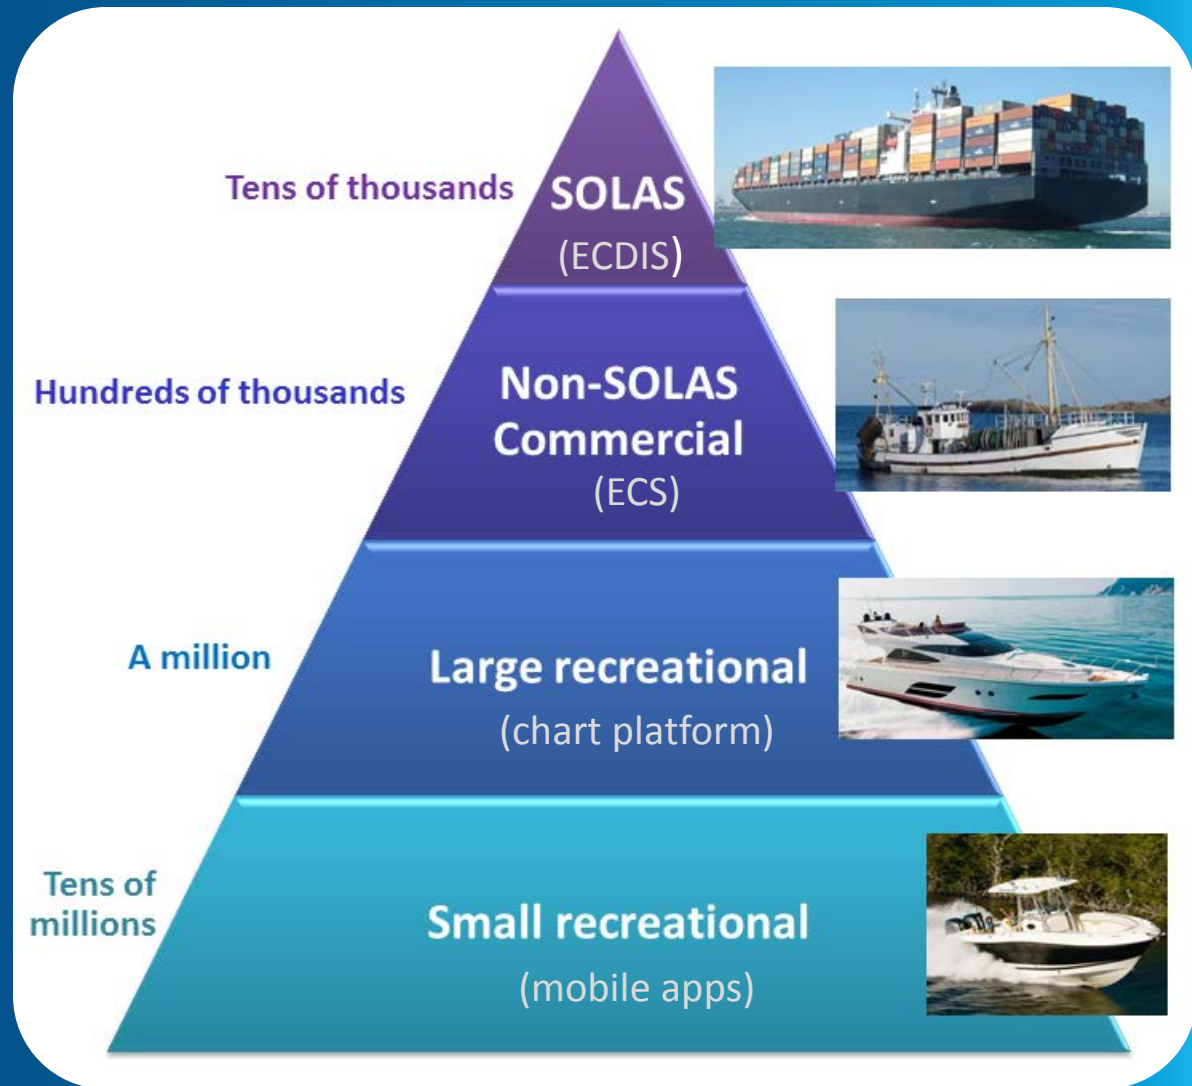 Tens of thousands
SOLAS
(ECDIS)
Hundreds of thousands
Non-SOLAS
Commercial
(ECS)
A million
Large recreational
(chart platform)
Tens of
millions
Small recreational
(mobile apps)